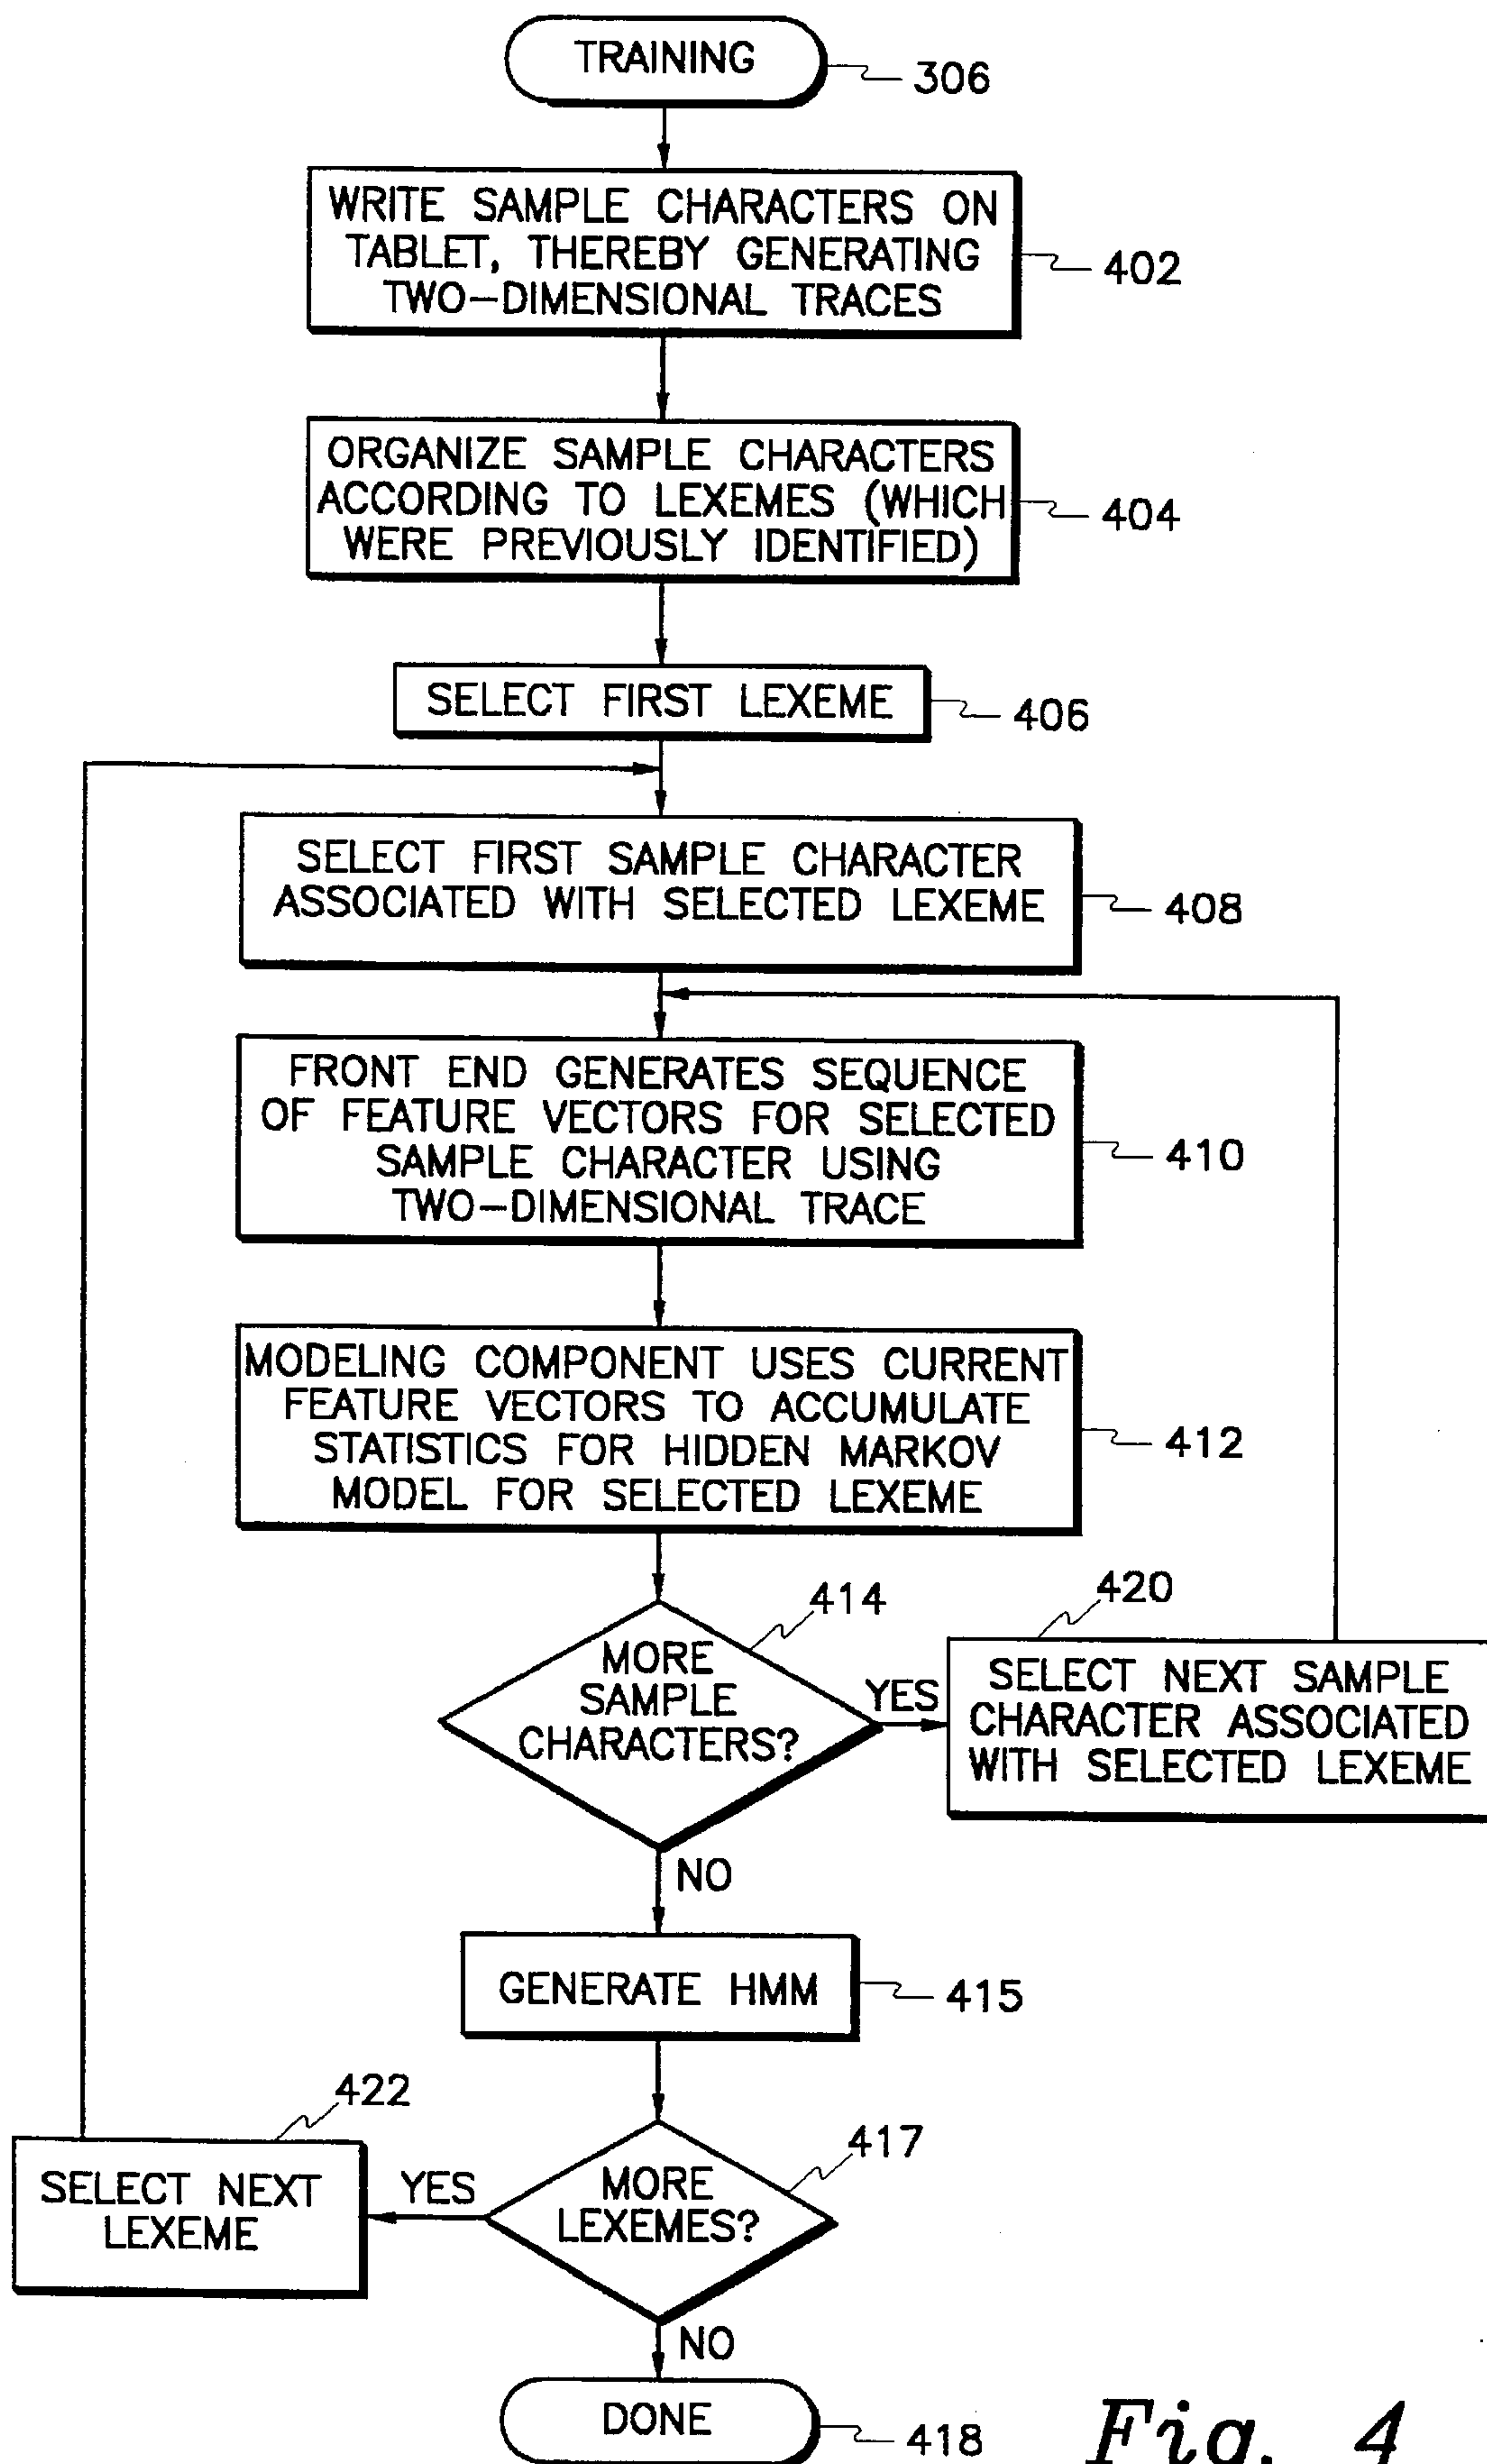 TRAINING
306
WRITE SAMPLE CHARACTERS ON
TABLET, THEREBY GENERATING
TWO-DIMENSIONAL TRACES
402
ORGANIZE SAMPLE CHARACTERS
ACCORDING TO LEXEMES (WHICH
WERE PREVIOUSLY IDENTIFIED)
404
SELECT FIRST LEXEME
406
SELECT FIRST SAMPLE CHARACTER
ASSOCIATED WITH SELECTED LEXEME
408
FRONT END GENERATES SEQUENCE
OF FEATURE VECTORS FOR SELECTED
SAMPLE CHARACTER USING
TWO-DIMENSIONAL TRACE
410
MODELING COMPONENT USES CURRENT
FEATURE VECTORS TO ACCUMULATE
STATISTICS FOR HIDDEN MARKOV
MODEL FOR SELECTED LEXEME
412
414
MORE
SAMPLE
CHARACTERS?
YES
420
SELECT NEXT SAMPLE
CHARACTER ASSOCIATED
WITH SELECTED LEXEME
NO
GENERATE HMM
415
417
MORE
LEXEMES?
YES
422
SELECT NEXT
LEXEME
NO
DONE
418
Fig. 4